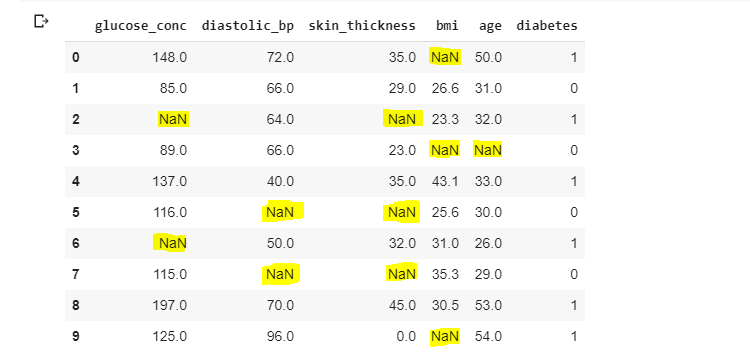 glucose_conc diastolic_bp skin_thickness bmi age diabetes
0 148.0 72.0 35.0 NaN 50.0 1
1 85.0 66.0 29.0 26.6 31.0 0
2 NaN 64.0 NaN 23.3 32.0 1
3 89.0 66.0 23.0 NaN NaN 0
4 137.0 40.0 35.0 43.1 33.0 1
5 116.0 NaN NaN 25.6 30.0 0
6 NaN 50.0 32.0 31.0 26.0 1
7 115.0 NaN NaN 35.3 29.0 0
8 197.0 70.0 45.0 30.5 53.0 1
9 125.0 96.0 0.0 NaN 54.0 1